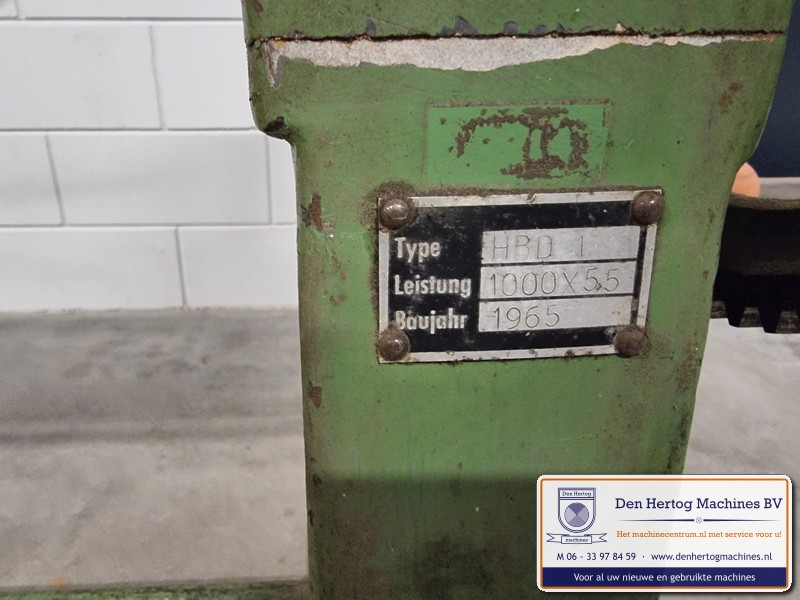 Type HBD 1
Leistung 1000X55
Baujahr 1965
Den Hertog
machines
Den Hertog Machines BV
Het machinecentrum.nl met service voor u!
M 06 - 33 97 84 59 · www.denhertogmachines.nl
Voor al uw nieuwe en gebruikte machines